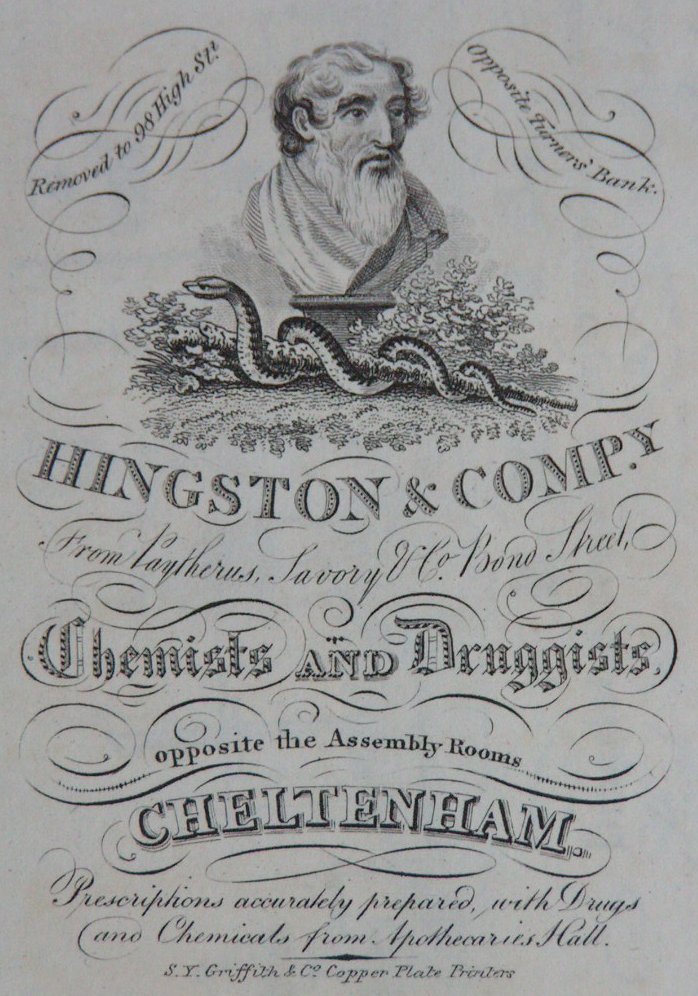 Removed to 98 High St.
Opposite Turners' Bank.
HINGSTON & COMPY.
From Paytherus, Savory & Co. Bond Street,
Chemists AND Druggists,
opposite the Assembly Rooms
CHELTENHAM.
Prescriptions accurately prepared, with Drugs
and Chemicals from Apothecaries Hall.
S. Y. Griffith & Co. Copper Plate Printers